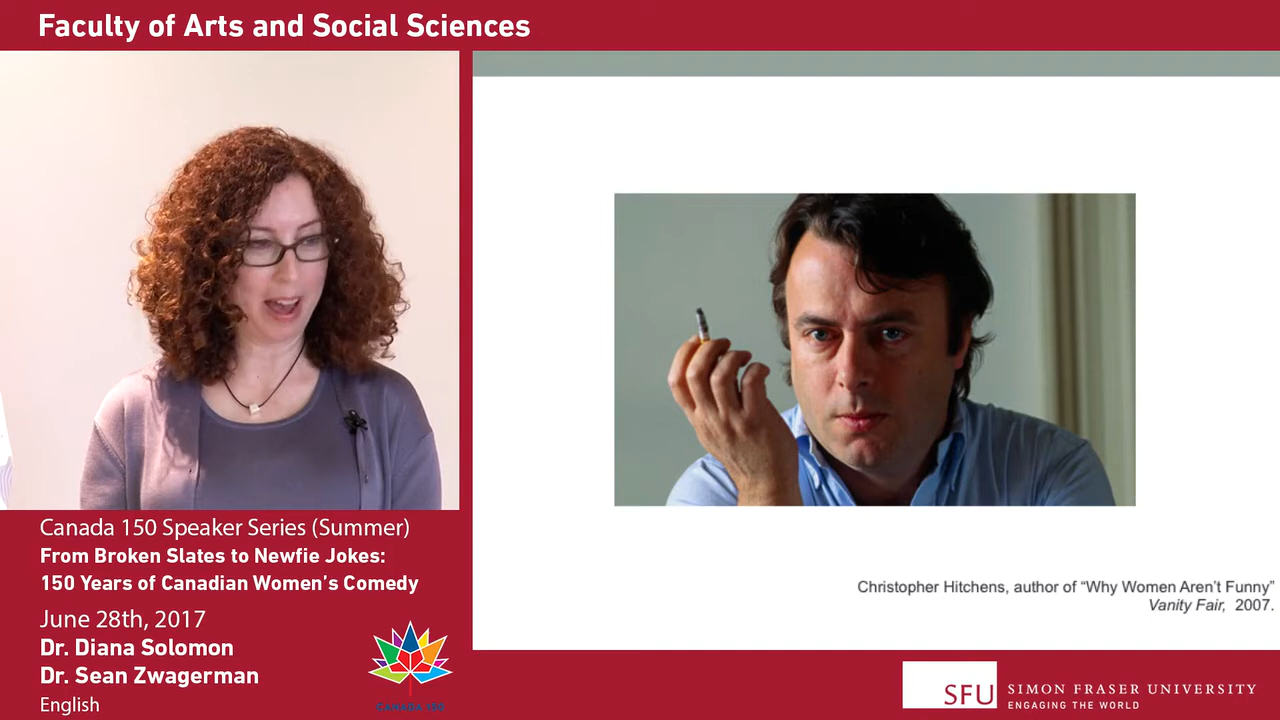 Faculty of Arts and Social Sciences
Christopher Hitchens, author of “Why Women Aren’t Funny”
Vanity Fair, 2007.
Canada 150 Speaker Series (Summer)
From Broken Slates to Newfie Jokes:
150 Years of Canadian Women’s Comedy
June 28th, 2017
Dr. Diana Solomon
Dr. Sean Zwagerman
English
CANADA 150
SFU
SIMON FRASER UNIVERSITY
ENGAGING THE WORLD